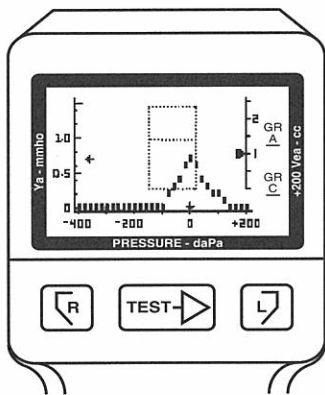 Ya - mmho
1.0
0.5
0
-400 -200 0 +200
2
1
GR
A
GR
C
+200 Vea - cc
PRESSURE - daPa
R
TEST
L